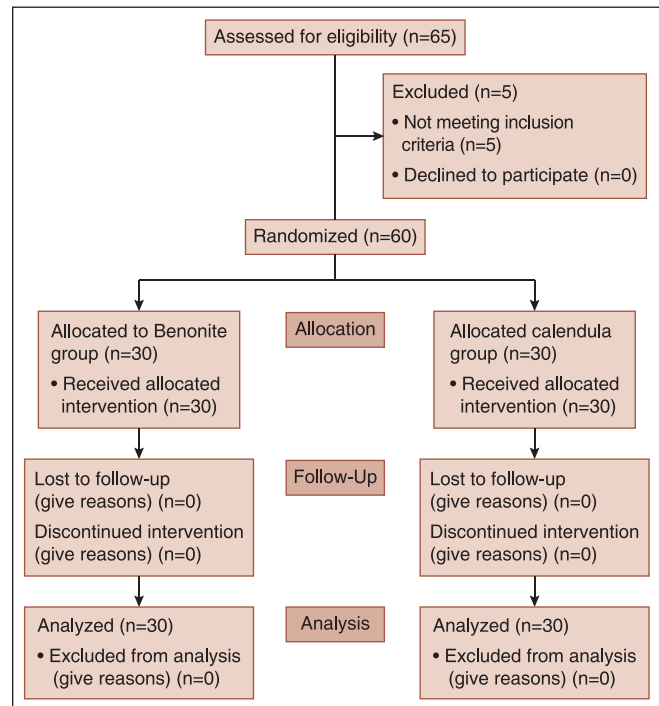 Assessed for eligibility (n=65)
Excluded (n=5)
• Not meeting inclusion
criteria (n=5)
• Declined to participate (n=0)
Randomized (n=60)
Allocated to Benonite
group (n=30)
• Received allocated
intervention (n=30)
Allocation
Allocated calendula
group (n=30)
• Received allocated
intervention (n=30)
Lost to follow-up
(give reasons) (n=0)
Discontinued intervention
(give reasons) (n=0)
Follow-Up
Lost to follow-up
(give reasons) (n=0)
Discontinued intervention
(give reasons) (n=0)
Analyzed (n=30)
• Excluded from analysis
(give reasons) (n=0)
Analysis
Analyzed (n=30)
• Excluded from analysis
(give reasons) (n=0)